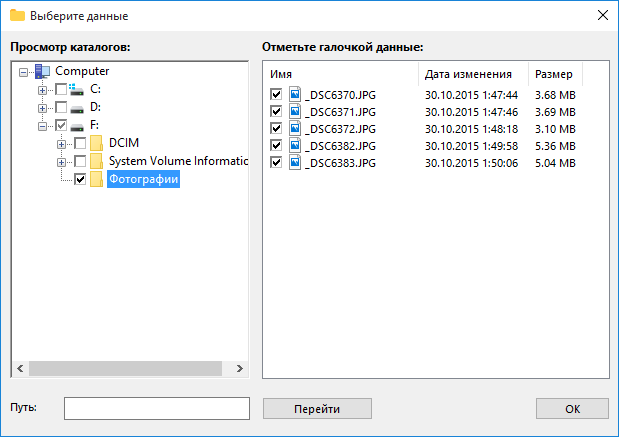 Выберите данные
Просмотр каталогов:
Отметьте галочкой данные:
Computer
C:
D:
F:
DCIM
System Volume Informatic
Фотографии
Имя Дата изменения Размер
_DSC6370.JPG 30.10.2015 1:47:44 3.68 MB
_DSC6371.JPG 30.10.2015 1:47:46 3.69 MB
_DSC6372.JPG 30.10.2015 1:48:18 3.10 MB
_DSC6382.JPG 30.10.2015 1:49:58 5.36 MB
_DSC6383.JPG 30.10.2015 1:50:06 5.04 MB
Путь:
Перейти
OK